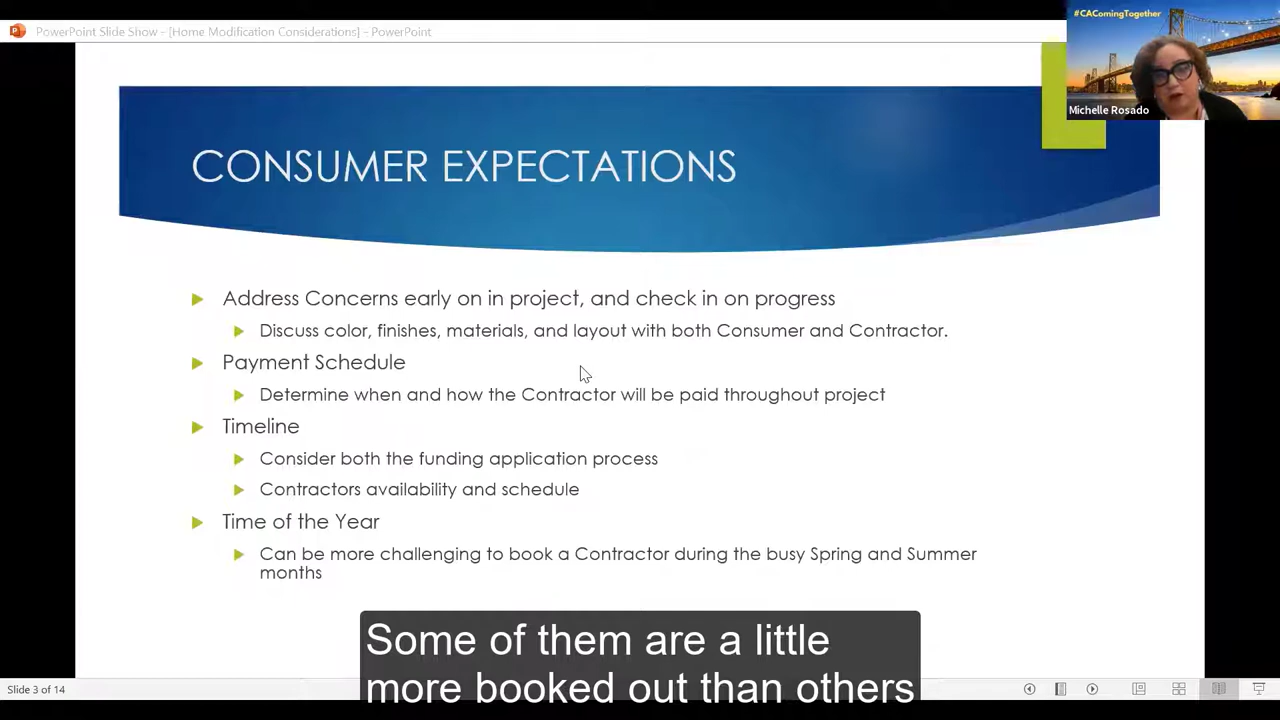 PowerPoint Slide Show - [Home Modification Considerations] - PowerPoint
#CAComingTogether
Michelle Rosado
CONSUMER EXPECTATIONS
Address Concerns early on in project, and check in on progress
Discuss color, finishes, materials, and layout with both Consumer and Contractor.
Payment Schedule
Determine when and how the Contractor will be paid throughout project
Timeline
Consider both the funding application process
Contractors availability and schedule
Time of the Year
Can be more challenging to book a Contractor during the busy Spring and Summer
months
Some of them are a little
more booked out than others
Slide 3 of 14